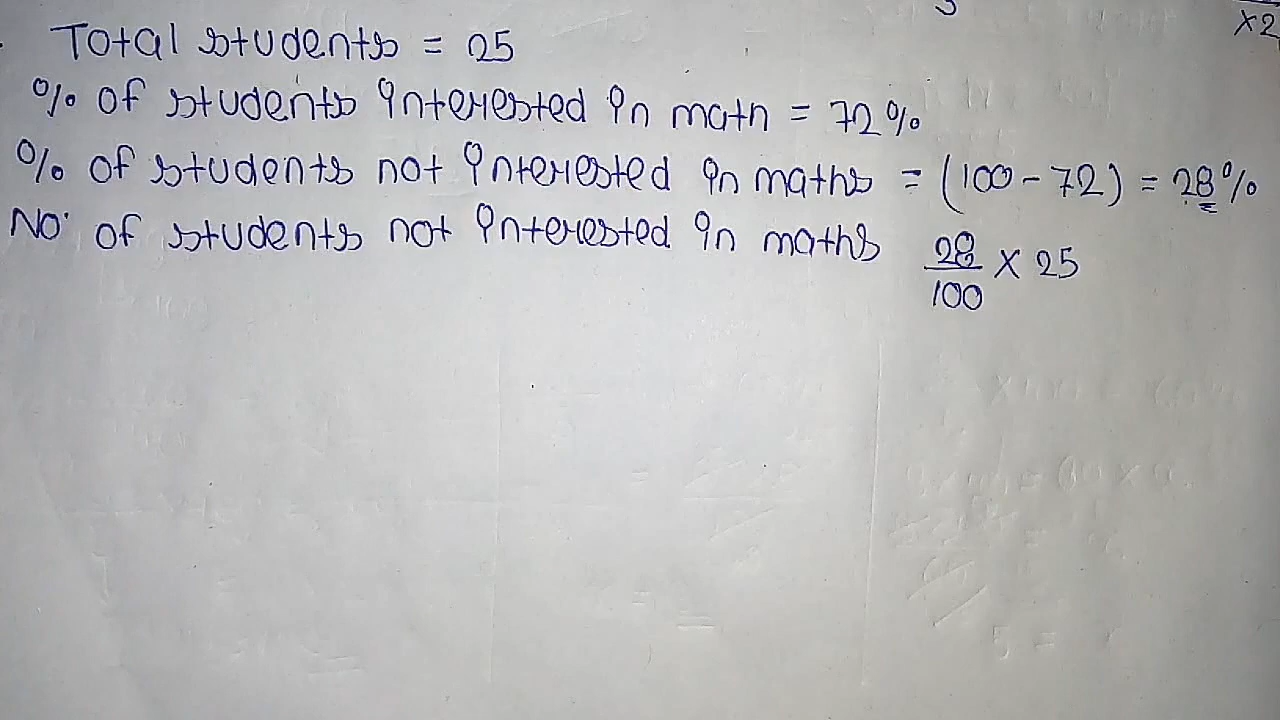 ×2
Total students = 25
% of students interested in math = 72%
% of students not interested in maths = (100 - 72) = 28%
No. of students not interested in maths 28/100 × 25